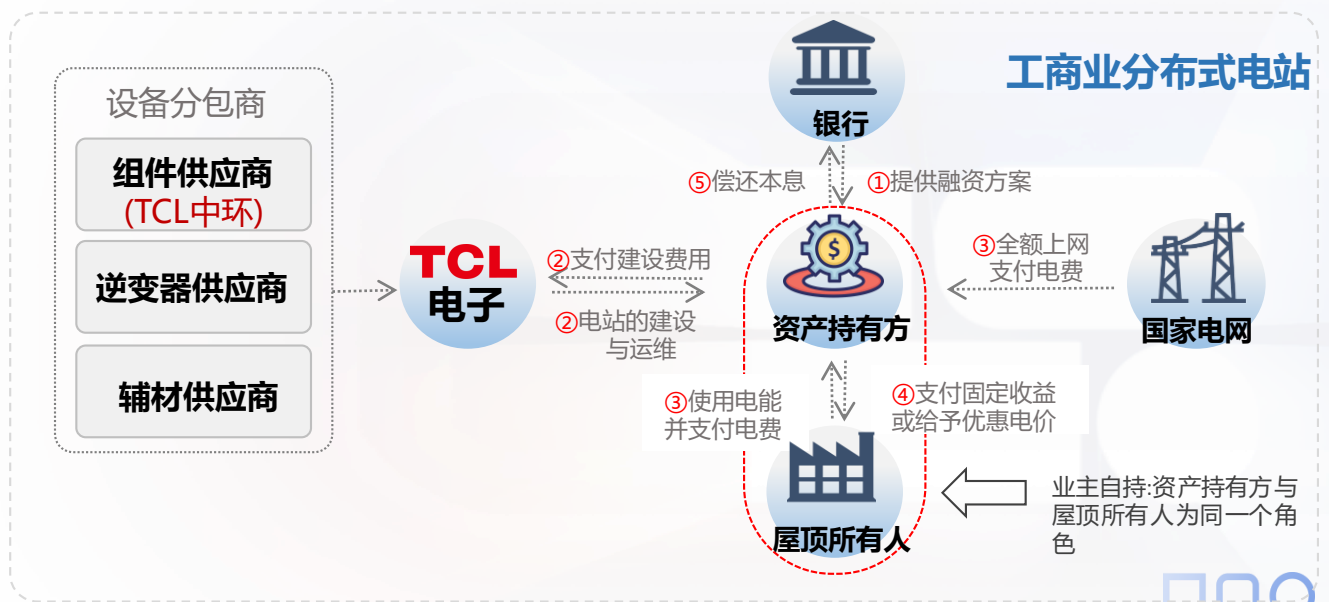 工商业分布式电站
设备分包商
组件供应商
(TCL中环)
逆变器供应商
辅材供应商
TCL
电子
银行
⑤偿还本息
①提供融资方案
②支付建设费用
②电站的建设
与运维
资产持有方
③全额上网
支付电费
国家电网
③使用电能
并支付电费
④支付固定收益
或给予优惠电价
屋顶所有人
业主自持:资产持有方与
屋顶所有人为同一个角
色